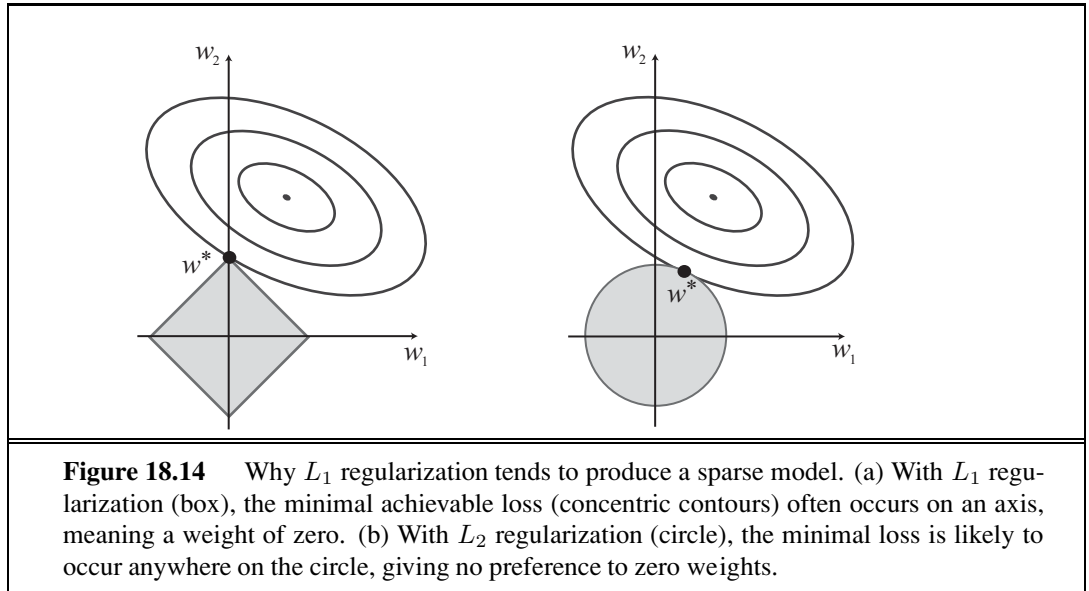 w₂
w*
w₁
w₂
w*
w₁
Figure 18.14 Why L₁ regularization tends to produce a sparse model. (a) With L₁ regu-
larization (box), the minimal achievable loss (concentric contours) often occurs on an axis,
meaning a weight of zero. (b) With L₂ regularization (circle), the minimal loss is likely to
occur anywhere on the circle, giving no preference to zero weights.